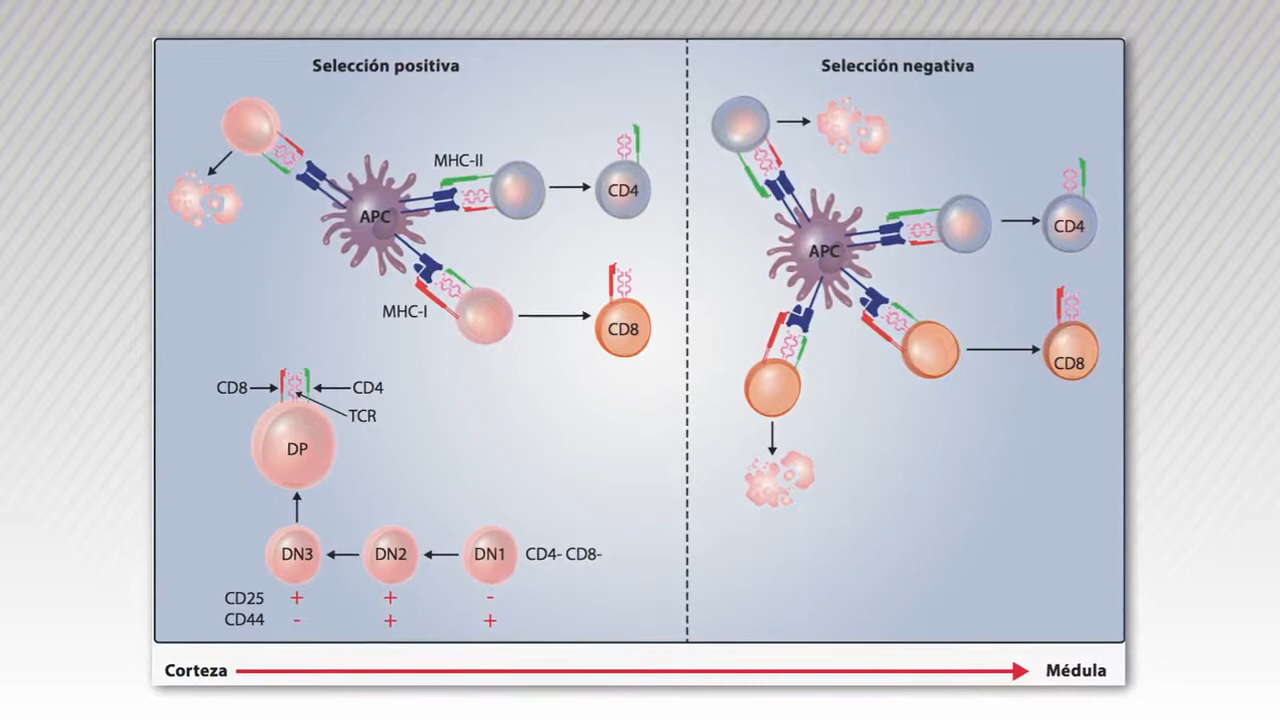 Selección positiva
MHC-II
APC
CD4
MHC-I
CD8
CD8
CD4
TCR
DP
DN3
DN2
DN1
CD4- CD8-
CD25 + + -
CD44 - + +
Selección negativa
APC
CD4
CD8
Corteza
Médula